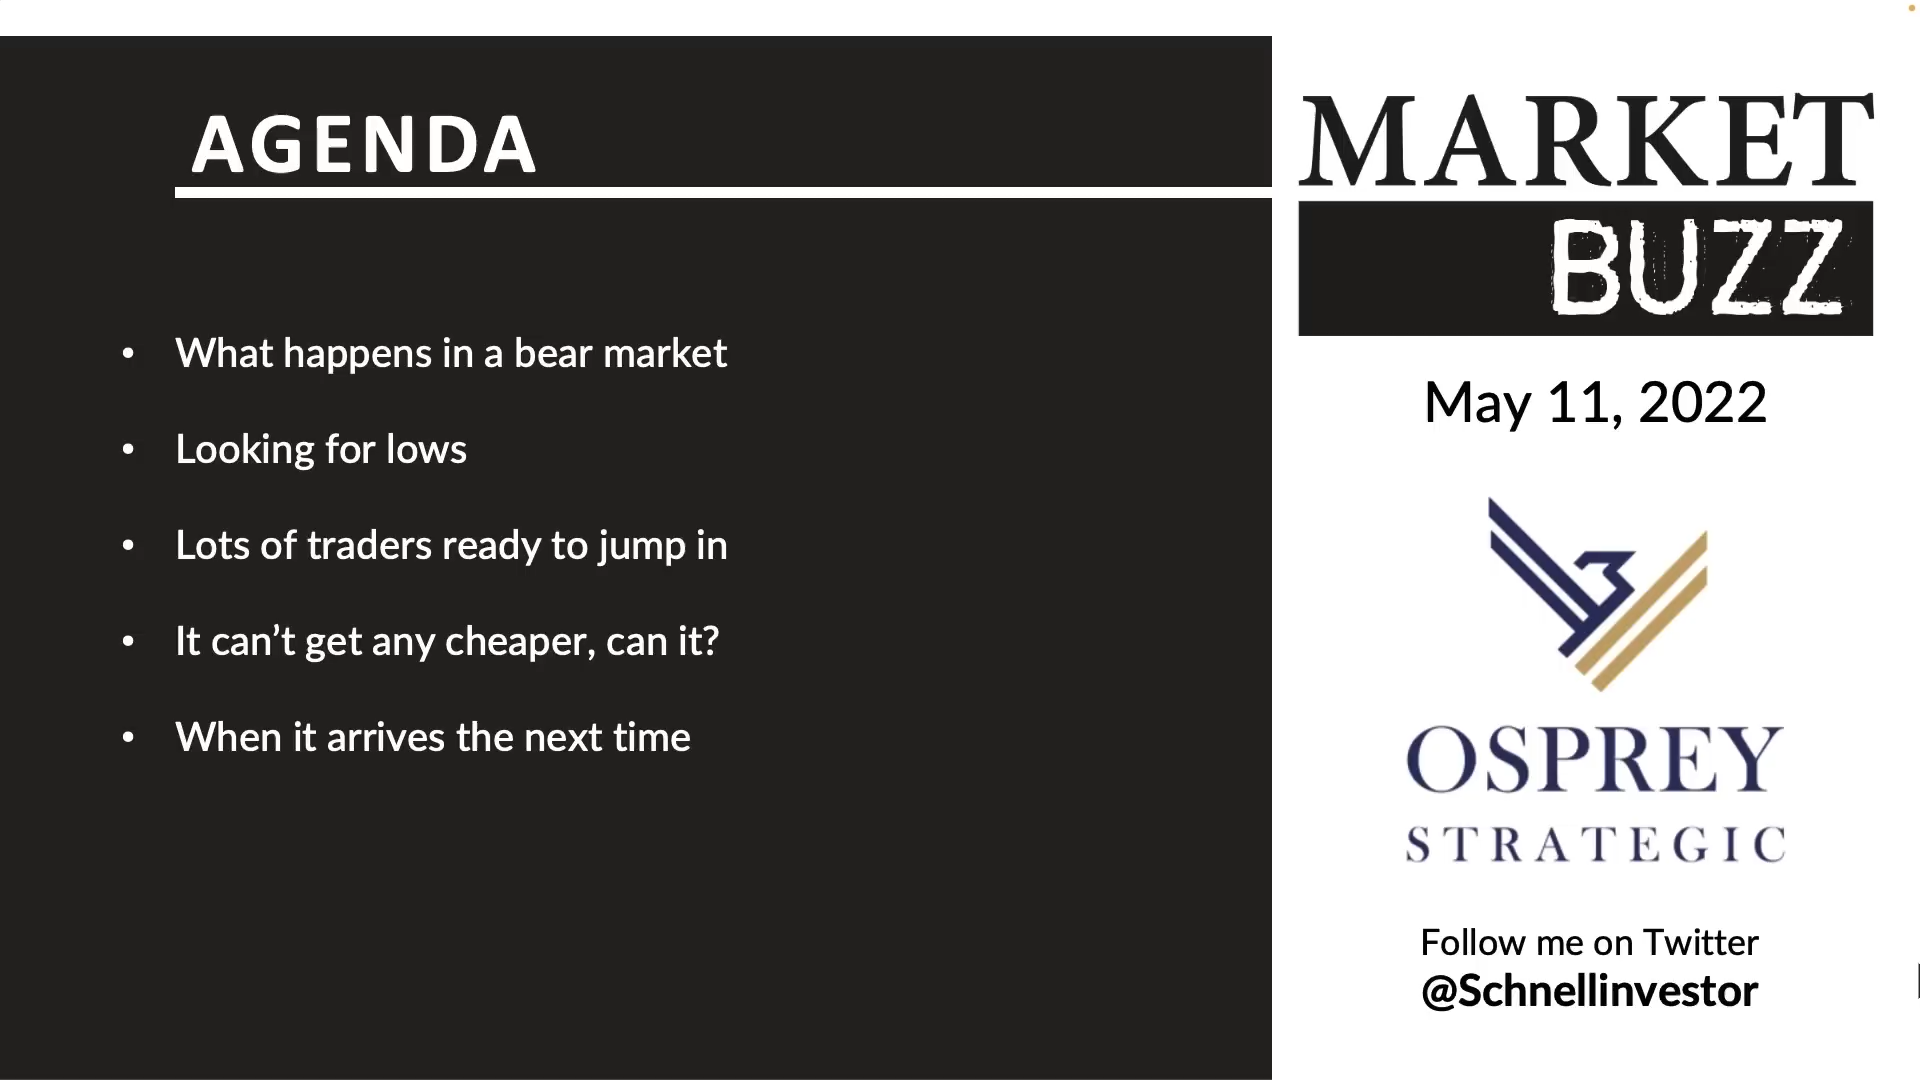 AGENDA
• What happens in a bear market
• Looking for lows
• Lots of traders ready to jump in
• It can’t get any cheaper, can it?
• When it arrives the next time
MARKET
BUZZ
May 11, 2022
OSPREY
STRATEGIC
Follow me on Twitter
@Schnellinvestor